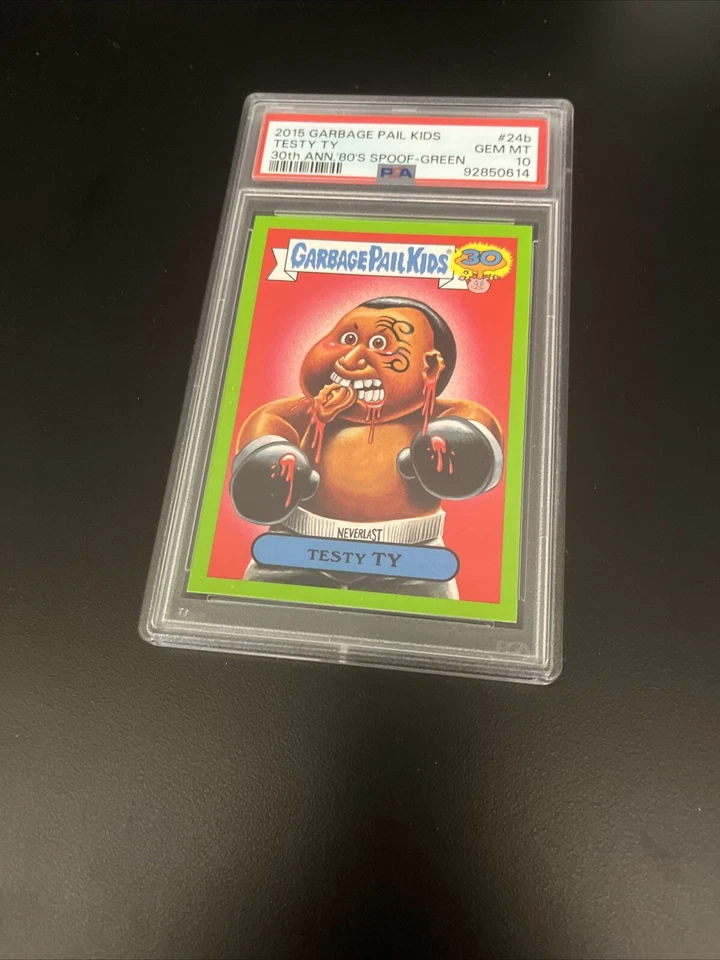 2015 GARBAGE PAIL KIDS #24b
TESTY TY GEM MT
30th ANN.'80'S SPOOF-GREEN 10
PSA 92850614
GARBAGE PAIL KIDS®
30
NEVERLAST
TESTY TY
PSA